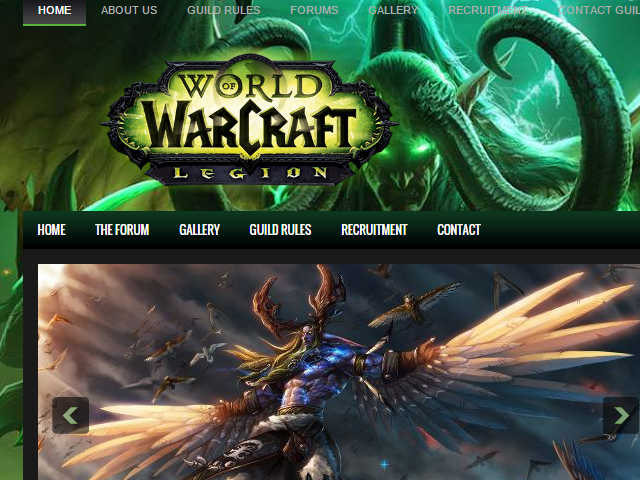 HOME ABOUT US GUILD RULES FORUMS GALLERY RECRUITMENT CONTACT GUIL
WORLD
OF
WARCRAFT
LEGION
HOME THE FORUM GALLERY GUILD RULES RECRUITMENT CONTACT